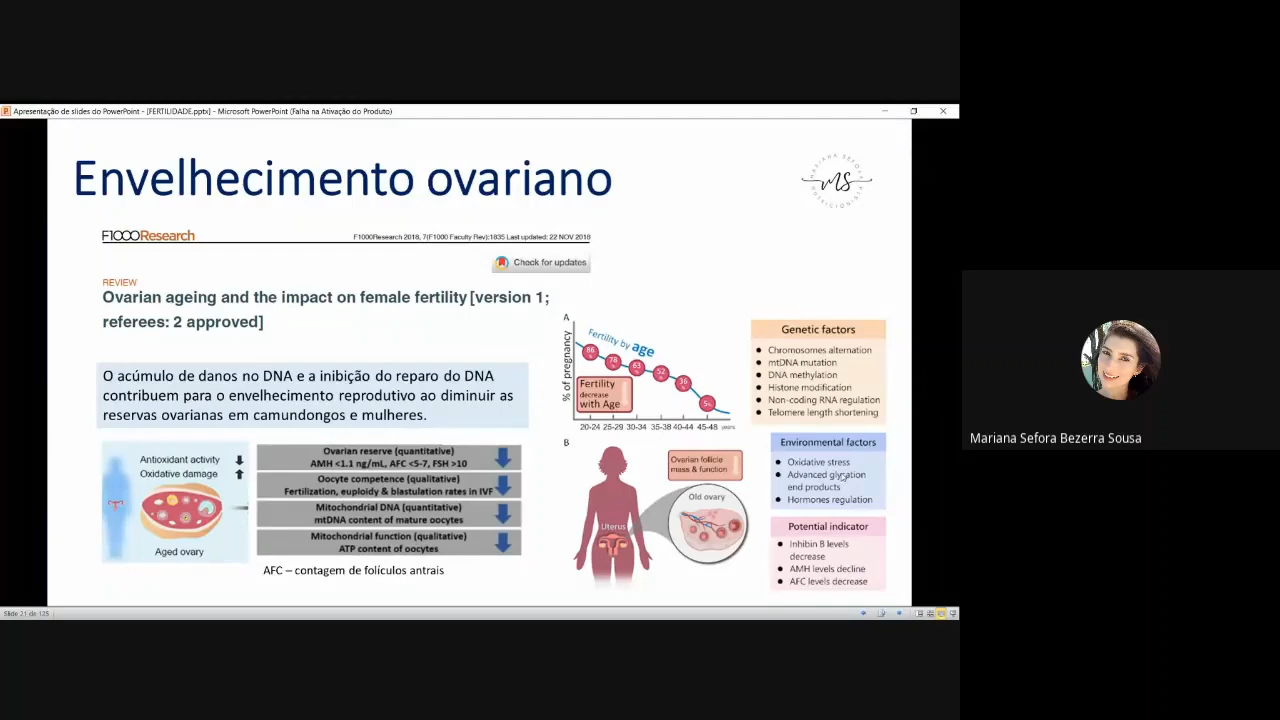 Apresentação de slides do PowerPoint - [FERTILIDADE.pptx] - Microsoft PowerPoint (Falha na Ativação do Produto)
Envelhecimento ovariano
MARIANA SEFORA
MS
NUTRICIONISTA
F1000Research
F1000Research 2018, 7(F1000 Faculty Rev):1835 Last updated: 22 NOV 2018
Check for updates
REVIEW
Ovarian ageing and the impact on female fertility [version 1;
referees: 2 approved]
O acúmulo de danos no DNA e a inibição do reparo do DNA
contribuem para o envelhecimento reprodutivo ao diminuir as
reservas ovarianas em camundongos e mulheres.
Antioxidant activity
Oxidative damage
Aged ovary
Ovarian reserve (quantitative)
AMH <1.1 ng/mL, AFC <5-7, FSH >10
Oocyte competence (qualitative)
Fertilization, euploidy & blastulation rates in IVF
Mitochondrial DNA (quantitative)
mtDNA content of mature oocytes
Mitochondrial function (qualitative)
ATP content of oocytes
AFC – contagem de folículos antrais
A
% of pregnancy
Fertility by age
86 %
78 %
63 %
52 %
36 %
5%
Fertility
decrease
with Age
20-24 25-29 30-34 35-38 40-44 45-48 years
B
Ovarian follicle
mass & function
Old ovary
Uterus
Genetic factors
● Chromosomes alternation
● mtDNA mutation
● DNA methylation
● Histone modification
● Non-coding RNA regulation
● Telomere length shortening
Environmental factors
● Oxidative stress
● Advanced glycation
end products
● Hormones regulation
Potential indicator
● Inhibin B levels
decrease
● AMH levels decline
● AFC levels decrease
Slide 21 de 125
Mariana Sefora Bezerra Sousa